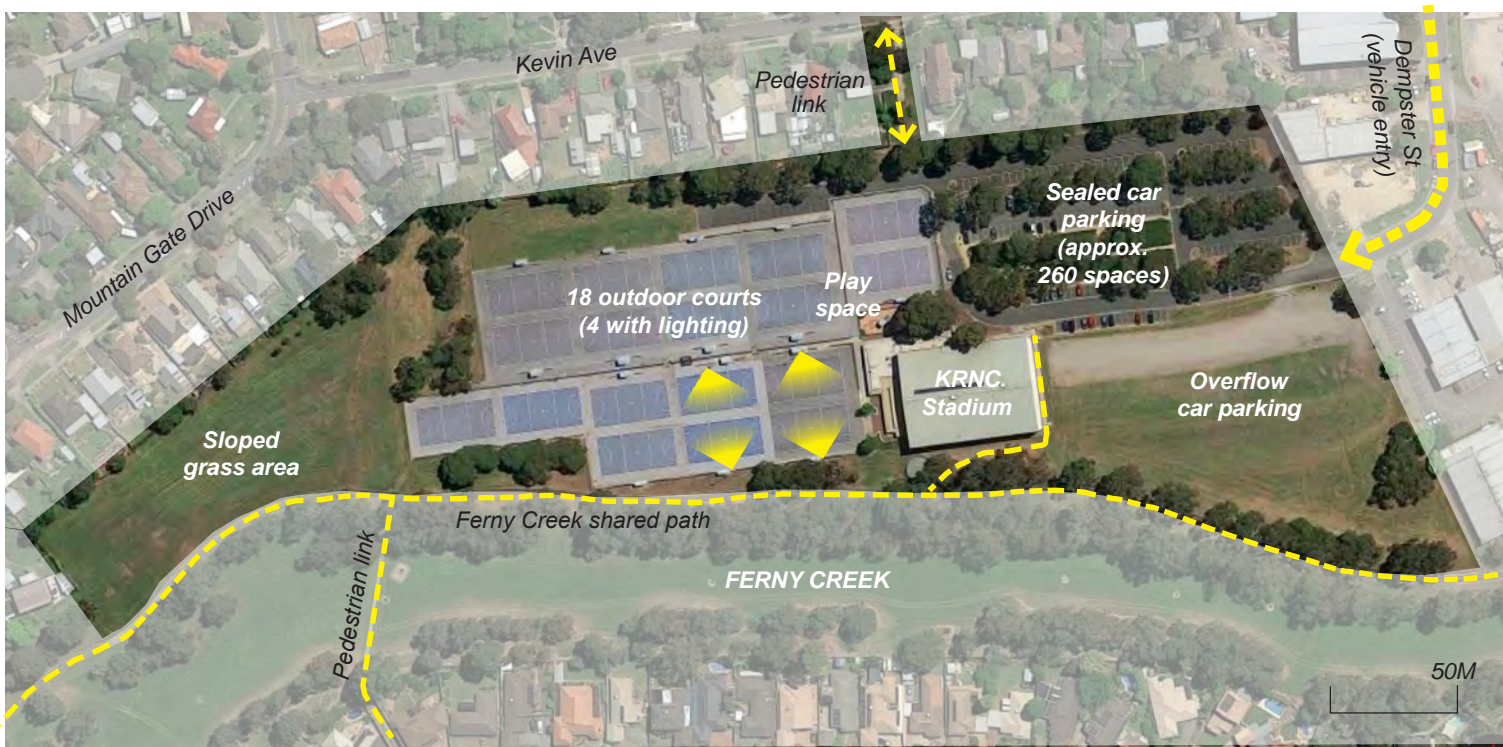 Kevin Ave
Pedestrian
link
Dempster St
(vehicle entry)
Mountain Gate Drive
Sealed car
parking
(approx.
260 spaces)
18 outdoor courts
(4 with lighting)
Play
space
KRNC.
Stadium
Overflow
car parking
Sloped
grass area
Ferny Creek shared path
Pedestrian link
FERNY CREEK
50M